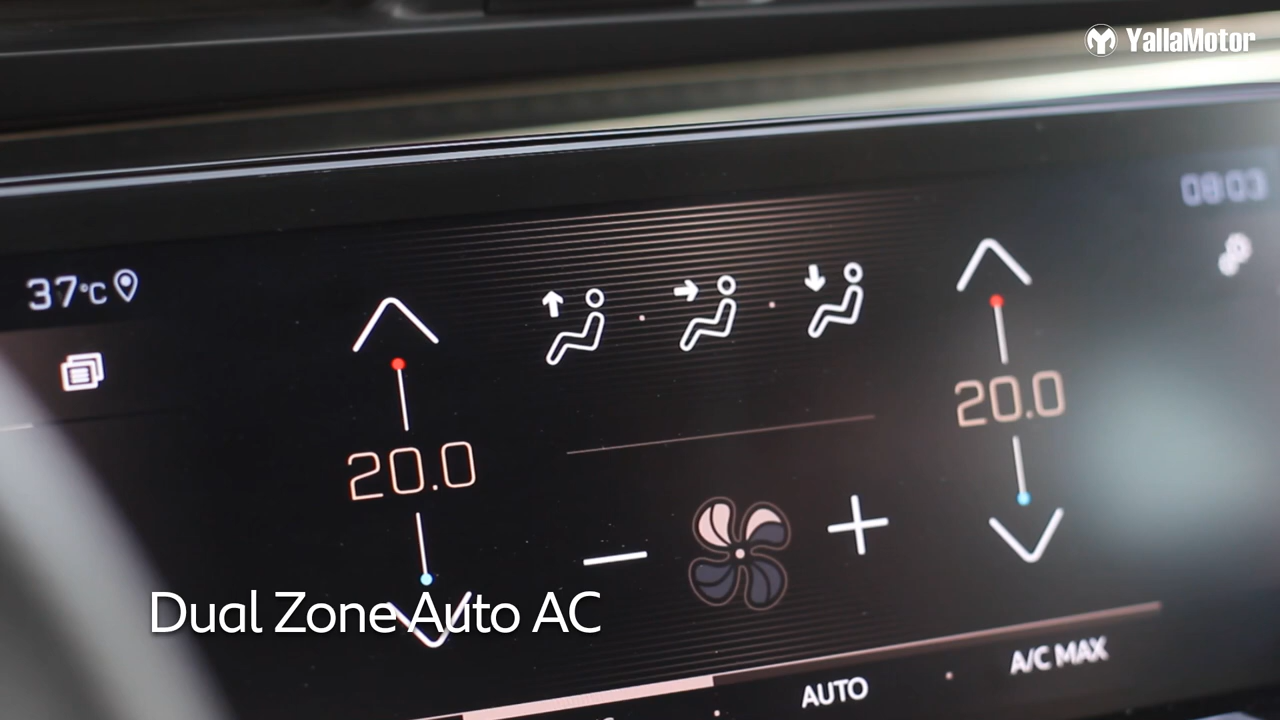 YallaMotor
08:03
37°C
20.0
20.0
Dual Zone Auto AC
A/C MAX
AUTO